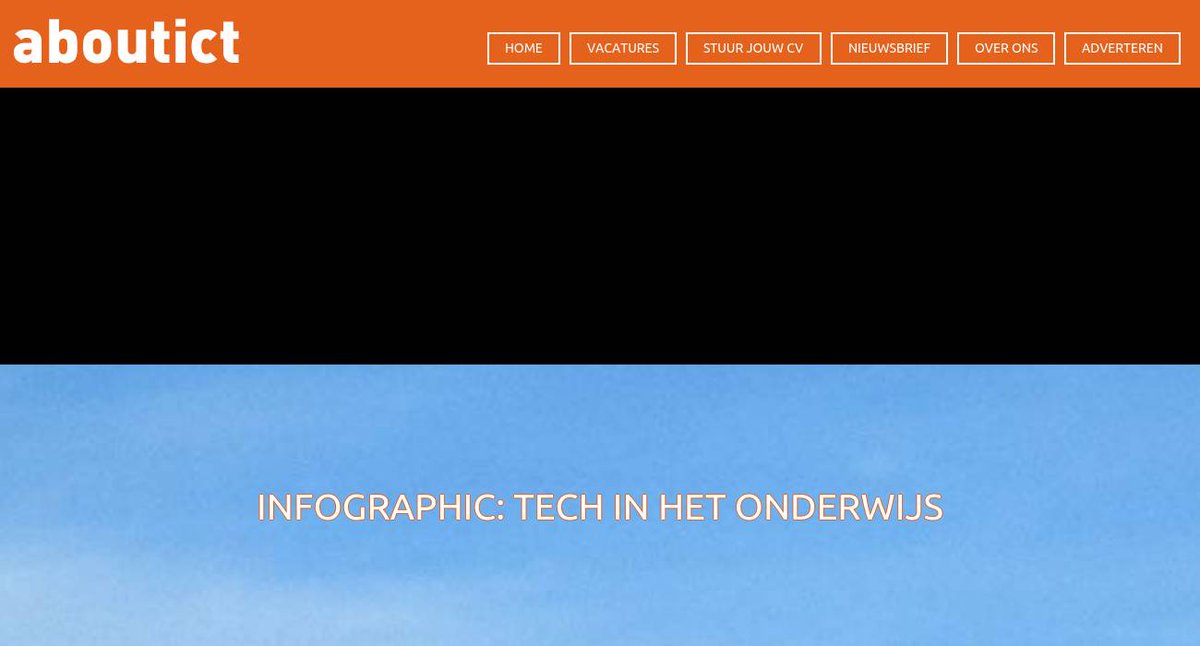 aboutict
HOME VACATURES STUUR JOUW CV NIEUWSBRIEF OVER ONS ADVERTEREN
INFOGRAPHIC: TECH IN HET ONDERWIJS